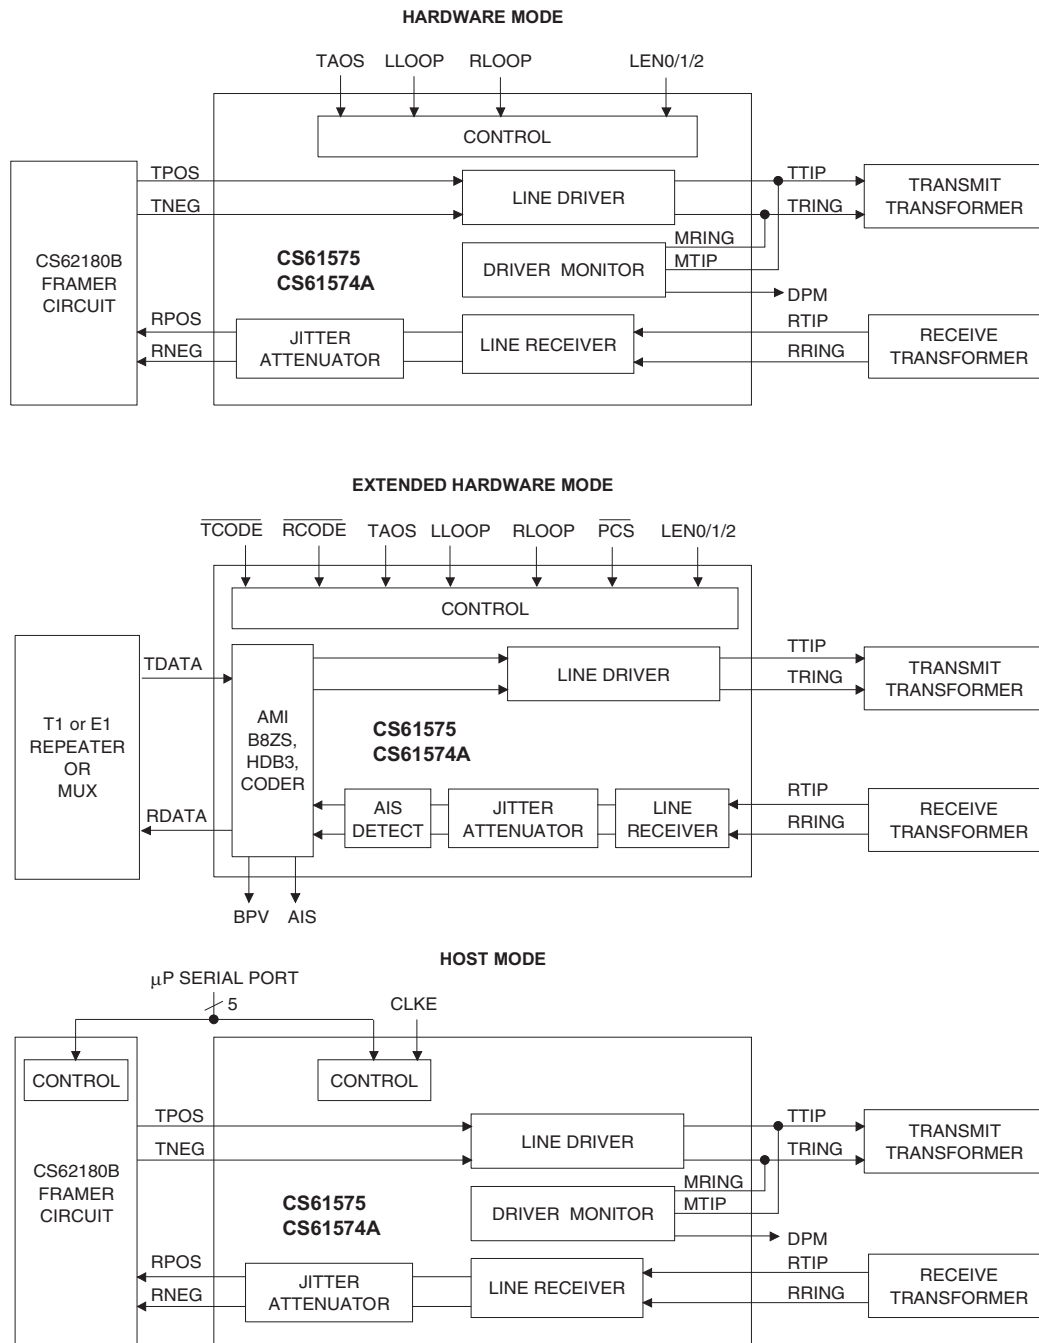 HARDWARE MODE
TAOS LLOOP RLOOP LEN0/1/2
CONTROL
TPOS
TNEG
LINE DRIVER
TTIP
TRING
TRANSMIT
TRANSFORMER
CS62180B
FRAMER
CIRCUIT
CS61575
CS61574A
MRING
MTIP
DRIVER MONITOR
DPM
RPOS
RNEG
JITTER
ATTENUATOR
LINE RECEIVER
RTIP
RRING
RECEIVE
TRANSFORMER
EXTENDED HARDWARE MODE
TCODE RCODE TAOS LLOOP RLOOP PCS LEN0/1/2
CONTROL
TDATA
LINE DRIVER
TTIP
TRING
TRANSMIT
TRANSFORMER
T1 or E1
REPEATER
OR
MUX
AMI
B8ZS,
HDB3,
CODER
CS61575
CS61574A
RDATA
AIS
DETECT
JITTER
ATTENUATOR
LINE
RECEIVER
RTIP
RRING
RECEIVE
TRANSFORMER
BPV AIS
HOST MODE
μP SERIAL PORT
5
CLKE
CONTROL
CONTROL
TPOS
TNEG
LINE DRIVER
TTIP
TRING
TRANSMIT
TRANSFORMER
CS62180B
FRAMER
CIRCUIT
CS61575
CS61574A
MRING
MTIP
DRIVER MONITOR
DPM
RPOS
RNEG
JITTER
ATTENUATOR
LINE RECEIVER
RTIP
RRING
RECEIVE
TRANSFORMER